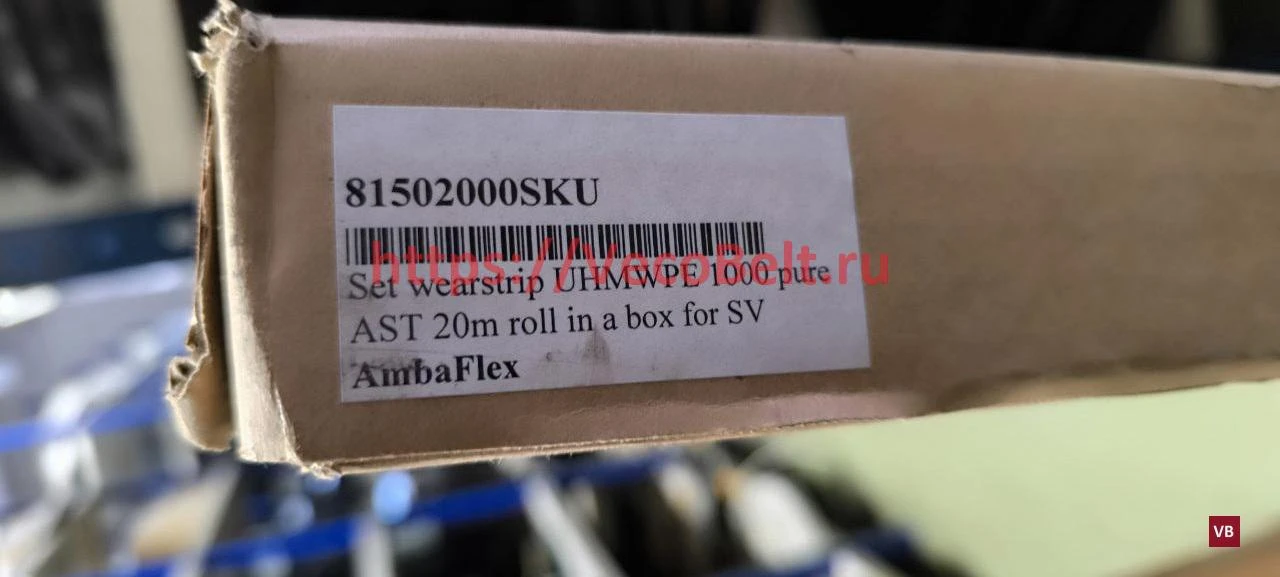 81502000SKU
https://VecoBelt.ru
Set wearstrip UHMWPE 1000 pure
AST 20m roll in a box for SV
AmbaFlex
VB